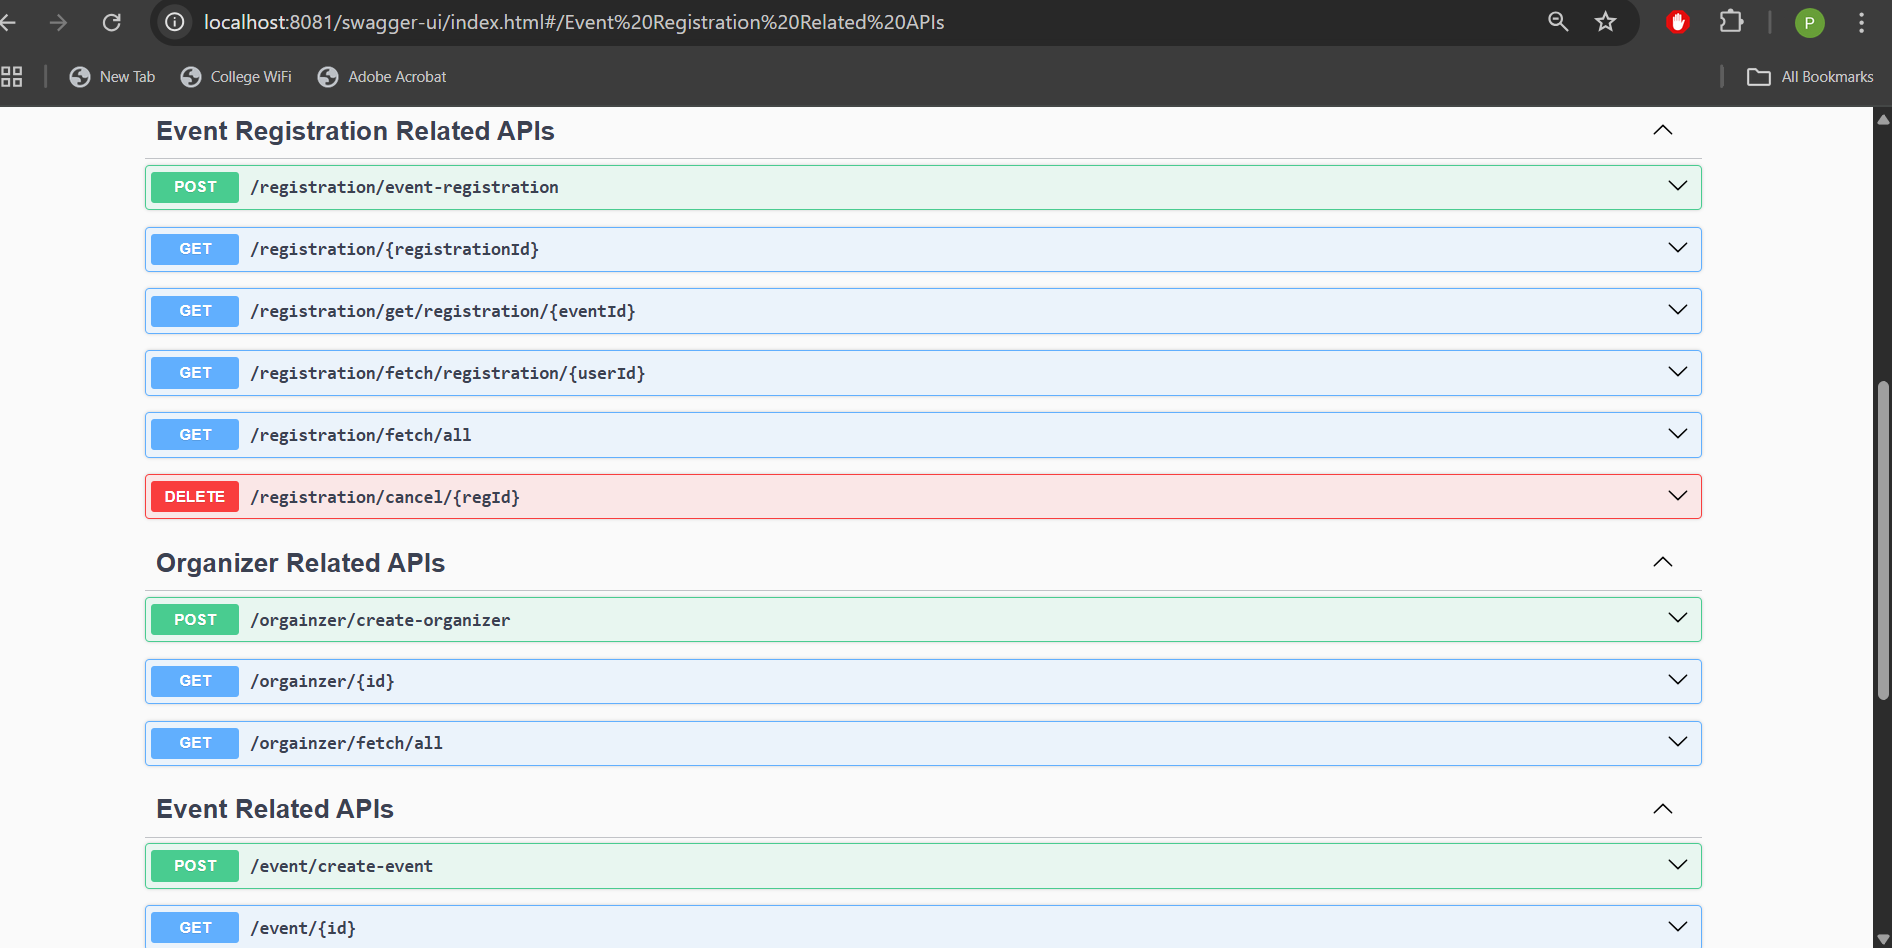 localhost:8081/swagger-ui/index.html#/Event%20Registration%20Related%20APIs
P
New Tab College WiFi Adobe Acrobat All Bookmarks
Event Registration Related APIs
POST /registration/event-registration
GET /registration/{registrationId}
GET /registration/get/registration/{eventId}
GET /registration/fetch/registration/{userId}
GET /registration/fetch/all
DELETE /registration/cancel/{regId}
Organizer Related APIs
POST /orgainzer/create-organizer
GET /orgainzer/{id}
GET /orgainzer/fetch/all
Event Related APIs
POST /event/create-event
GET /event/{id}